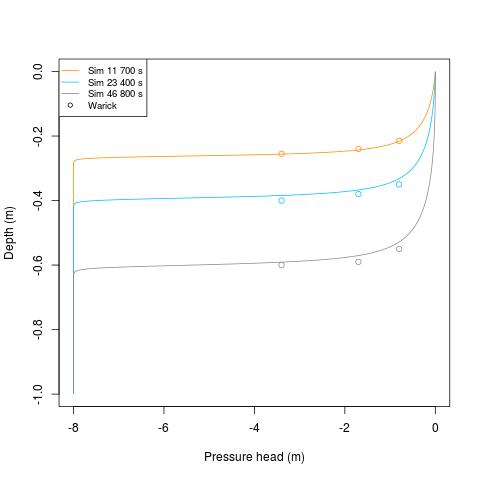 Sim 11 700 s
Sim 23 400 s
Sim 46 800 s
Warick
0.0
-0.2
-0.4
-0.6
-0.8
-1.0
Depth (m)
-8 -6 -4 -2 0
Pressure head (m)